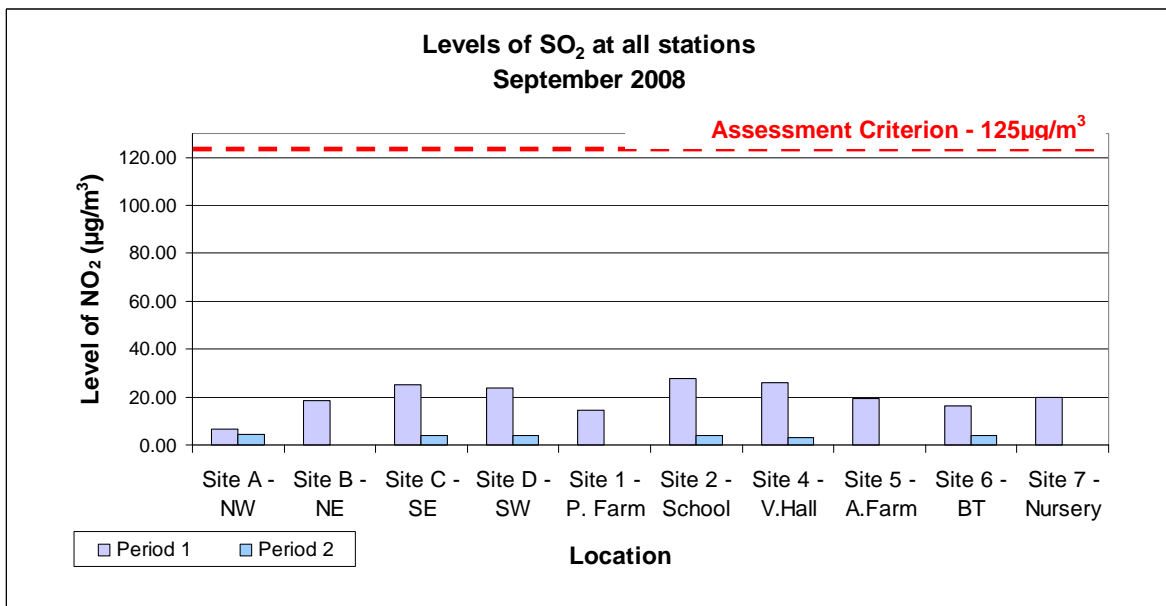 Levels of SO₂ at all stations
September 2008
Assessment Criterion - 125µg/m³
Level of NO₂ (µg/m³)
120.00
100.00
80.00
60.00
40.00
20.00
0.00
Site A - NW
Site B - NE
Site C - SE
Site D - SW
Site 1 - P. Farm
Site 2 - School
Site 4 - V.Hall
Site 5 - A.Farm
Site 6 - BT
Site 7 - Nursery
Period 1
Period 2
Location